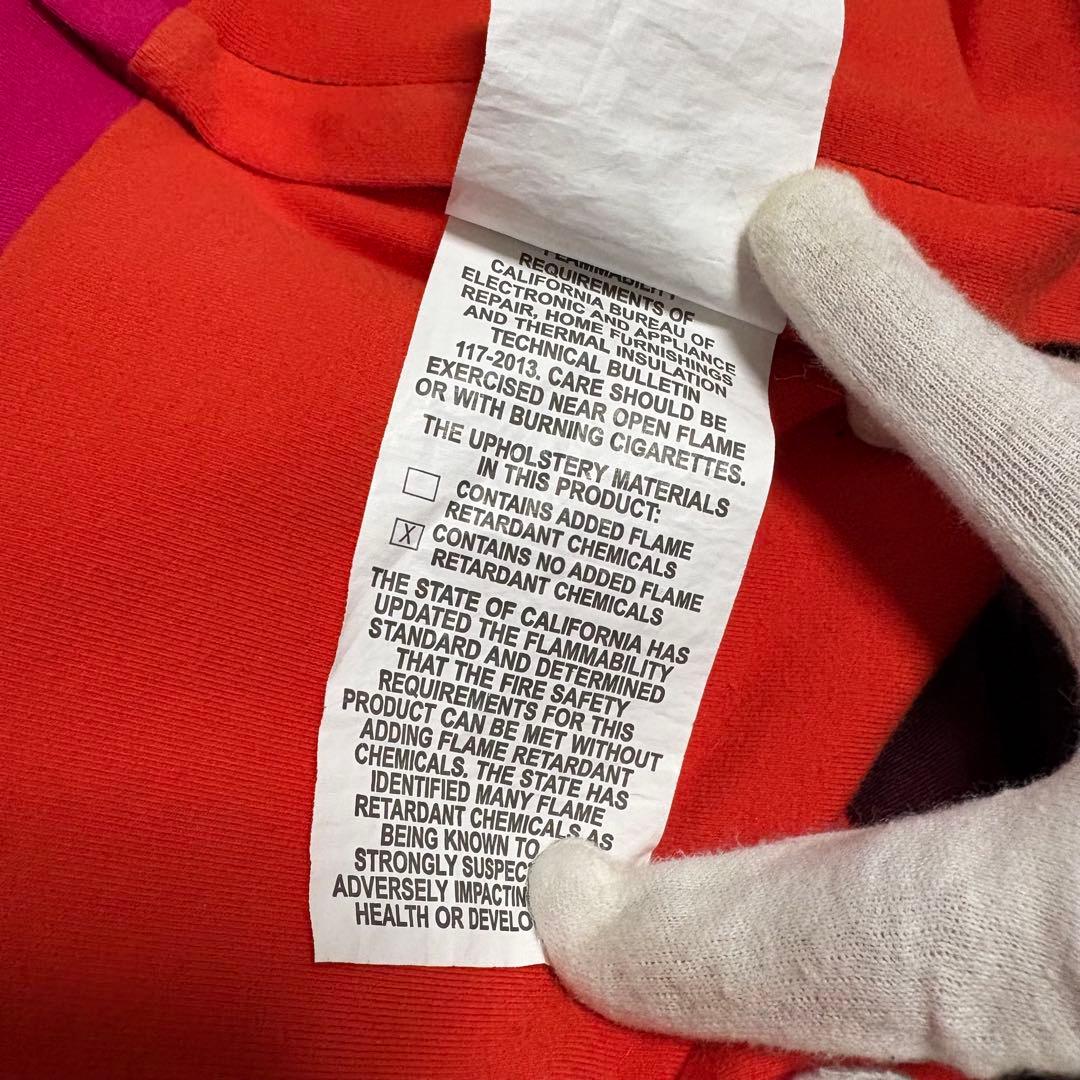 FLAMMABILITY
REQUIREMENTS OF
CALIFORNIA BUREAU OF
ELECTRONIC AND APPLIANCE
REPAIR, HOME FURNISHINGS
AND THERMAL INSULATION
TECHNICAL BULLETIN
117-2013. CARE SHOULD BE
EXERCISED NEAR OPEN FLAME
OR WITH BURNING CIGARETTES.
THE UPHOLSTERY MATERIALS
IN THIS PRODUCT:
CONTAINS ADDED FLAME
RETARDANT CHEMICALS
X CONTAINS NO ADDED FLAME
RETARDANT CHEMICALS
THE STATE OF CALIFORNIA HAS
UPDATED THE FLAMMABILITY
STANDARD AND DETERMINED
THAT THE FIRE SAFETY
REQUIREMENTS FOR THIS
PRODUCT CAN BE MET WITHOUT
ADDING FLAME RETARDANT
CHEMICALS. THE STATE HAS
IDENTIFIED MANY FLAME
RETARDANT CHEMICALS AS
BEING KNOWN TO
STRONGLY
ADVERSELY
HEALTH OR